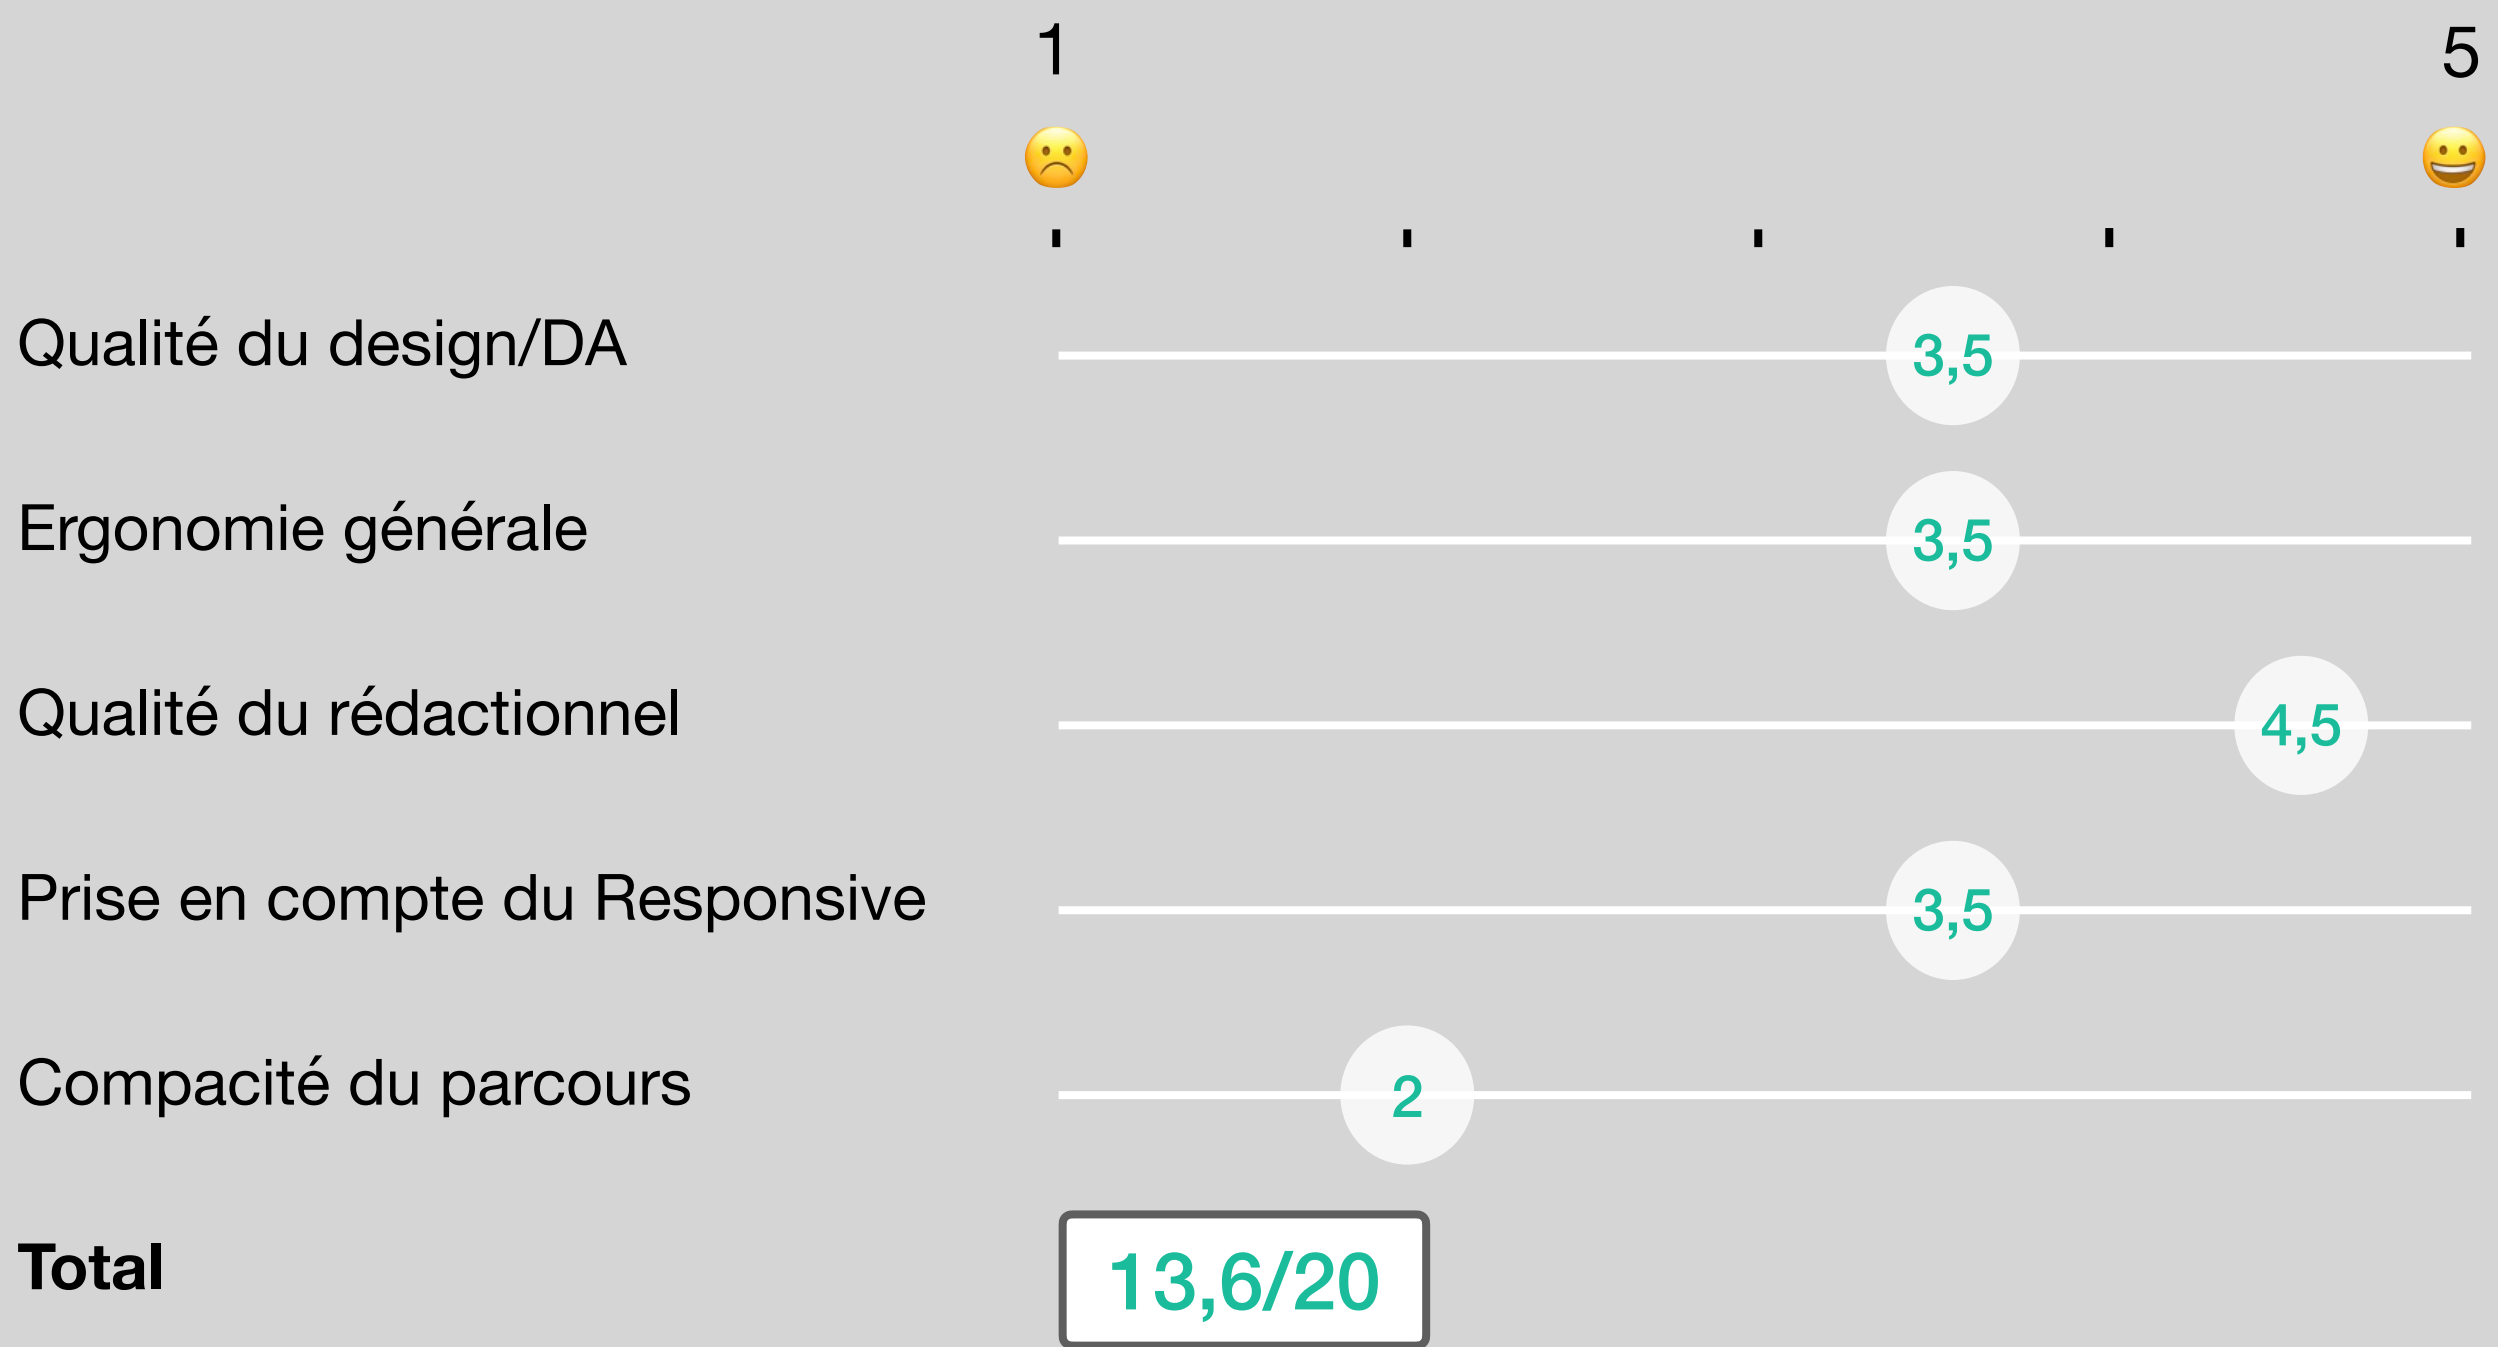 1 5
Qualité du design/DA 3,5
Ergonomie générale 3,5
Qualité du rédactionnel 4,5
Prise en compte du Responsive 3,5
Compacité du parcours 2
Total 13,6/20